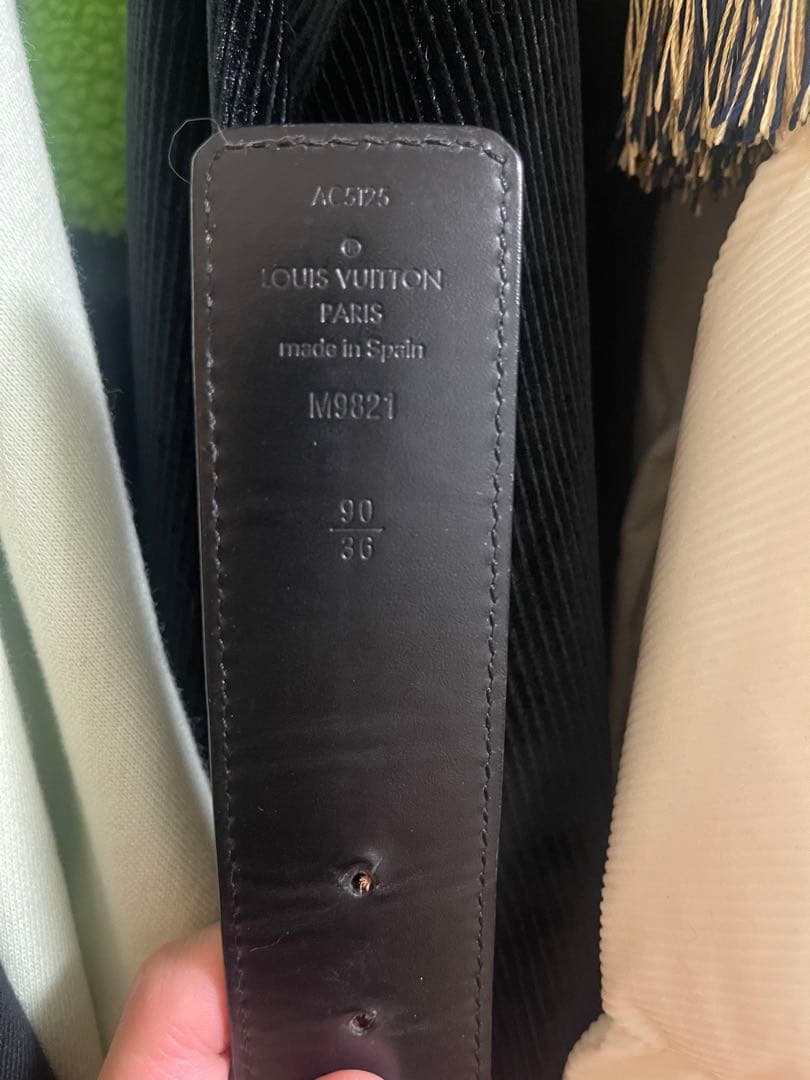 AC5125
LOUIS VUITTON
PARIS
made in Spain
M9821
90
36